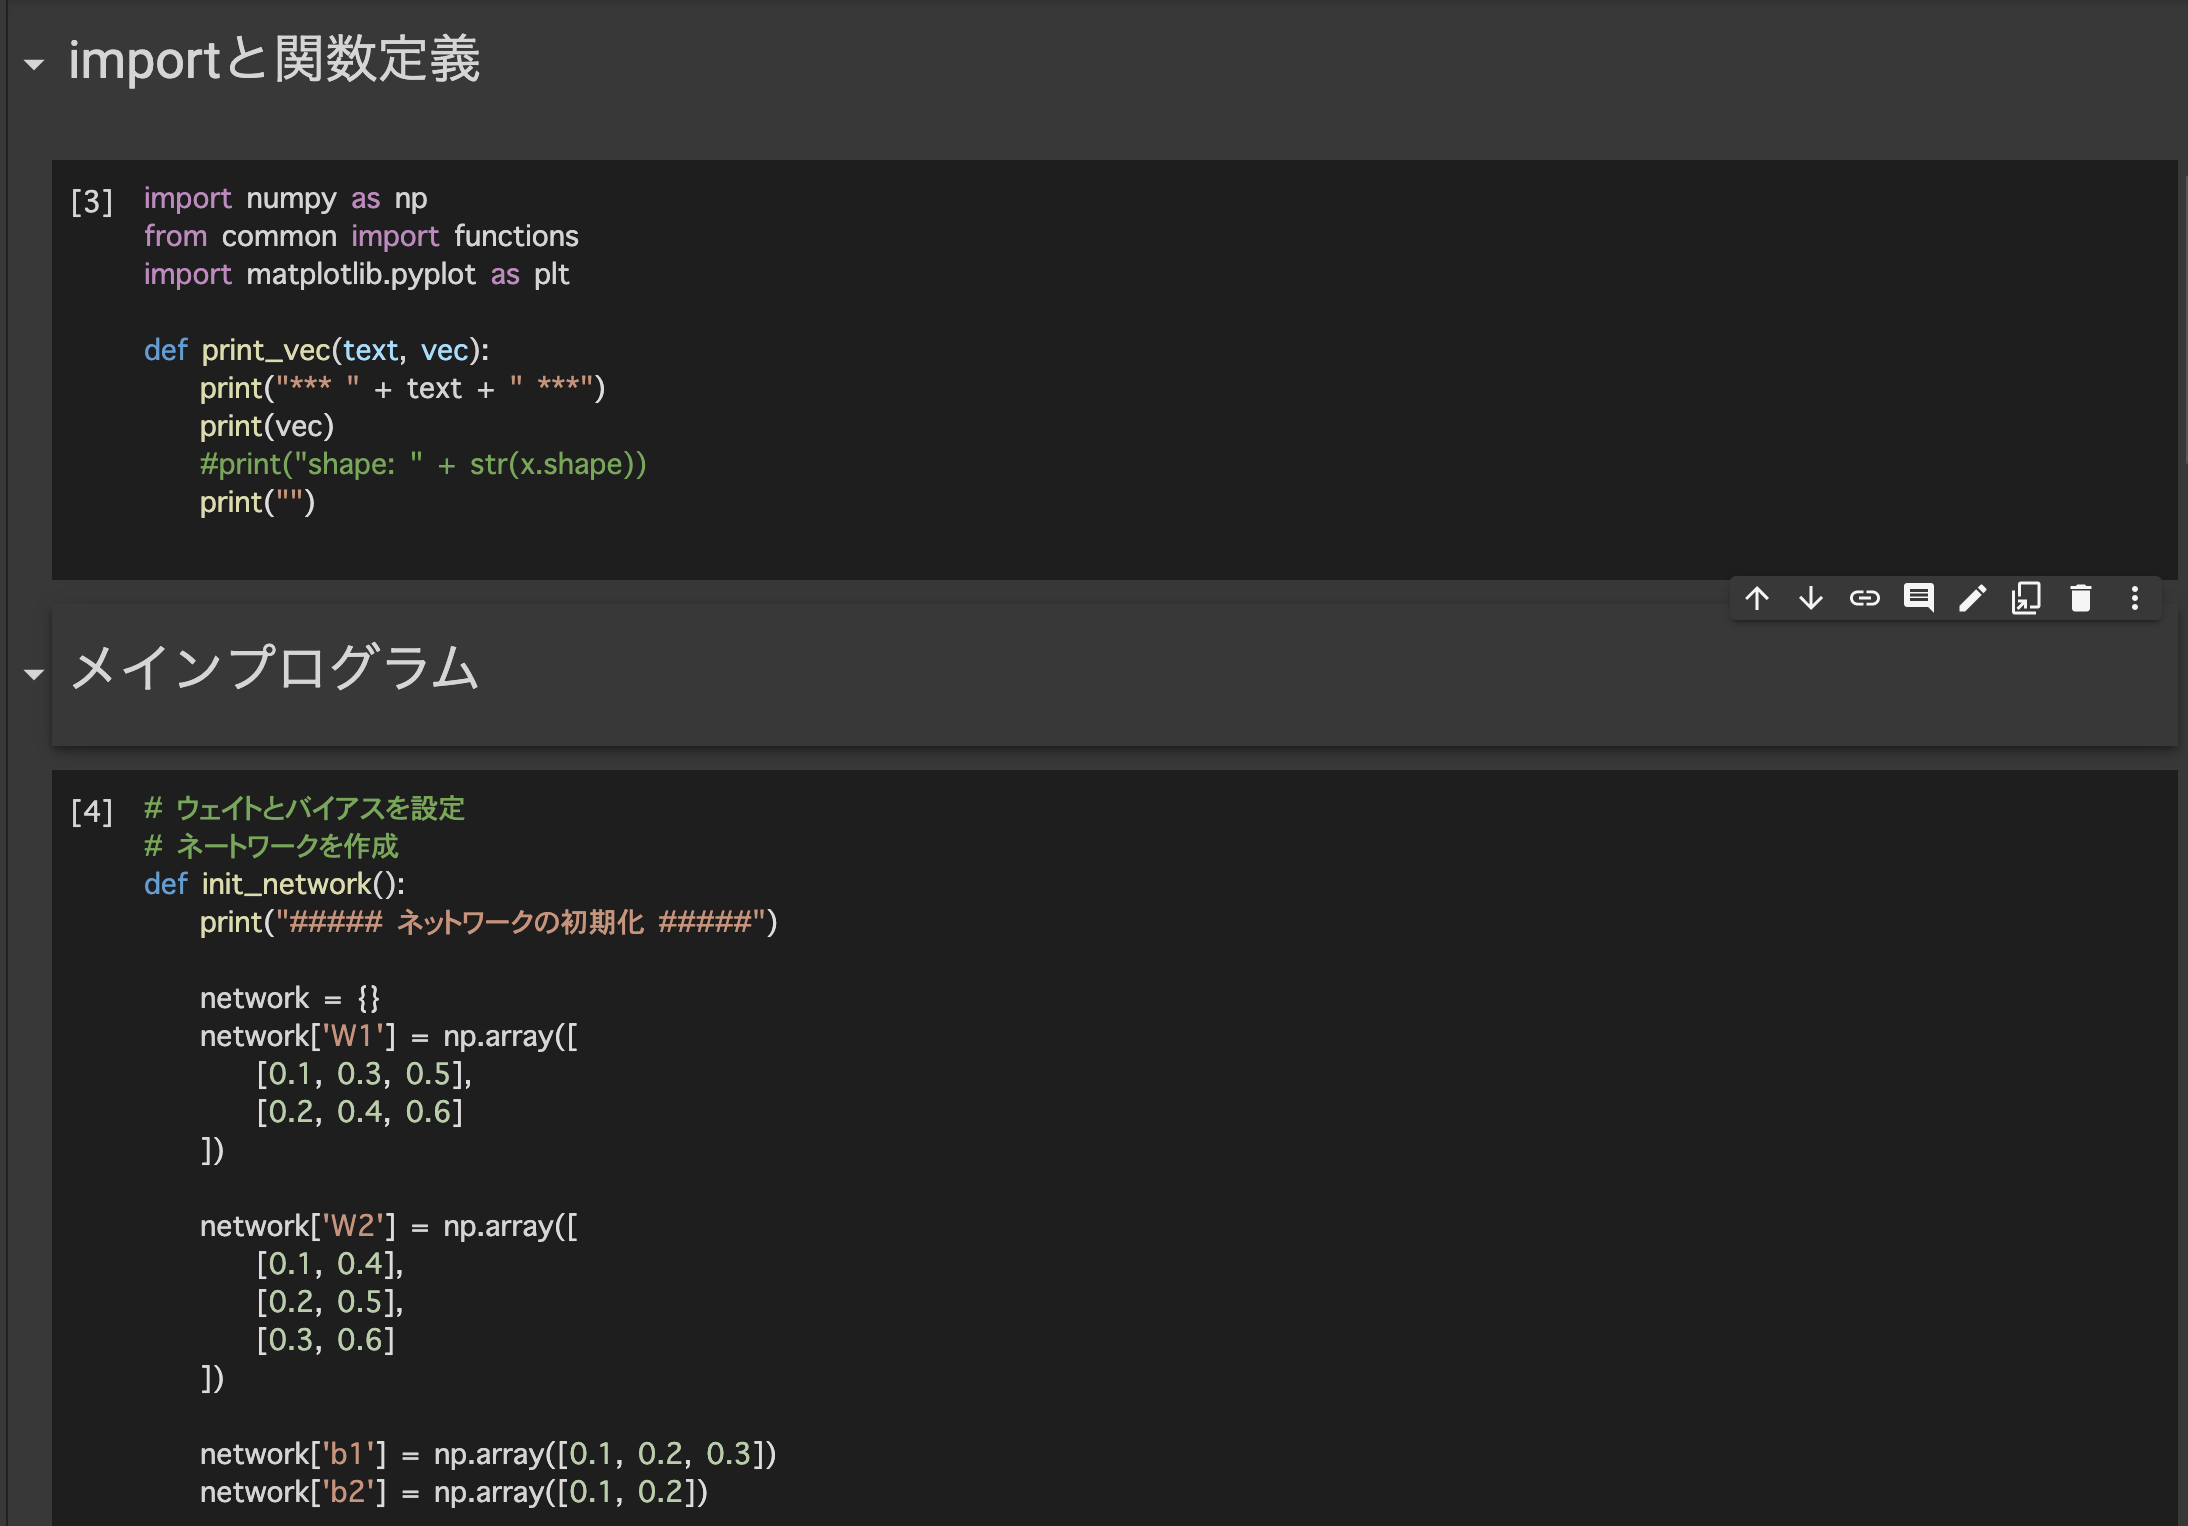 importと関数定義
[3]
import numpy as np
from common import functions
import matplotlib.pyplot as plt
def print_vec(text, vec):
print("*** " + text + " ***")
print(vec)
#print("shape: " + str(x.shape))
print("")
メインプログラム
[4]
# ウェイトとバイアスを設定
# ネートワークを作成
def init_network():
print("##### ネットワークの初期化 #####")
network = {}
network['W1'] = np.array([
[0.1, 0.3, 0.5],
[0.2, 0.4, 0.6]
])
network['W2'] = np.array([
[0.1, 0.4],
[0.2, 0.5],
[0.3, 0.6]
])
network['b1'] = np.array([0.1, 0.2, 0.3])
network['b2'] = np.array([0.1, 0.2])